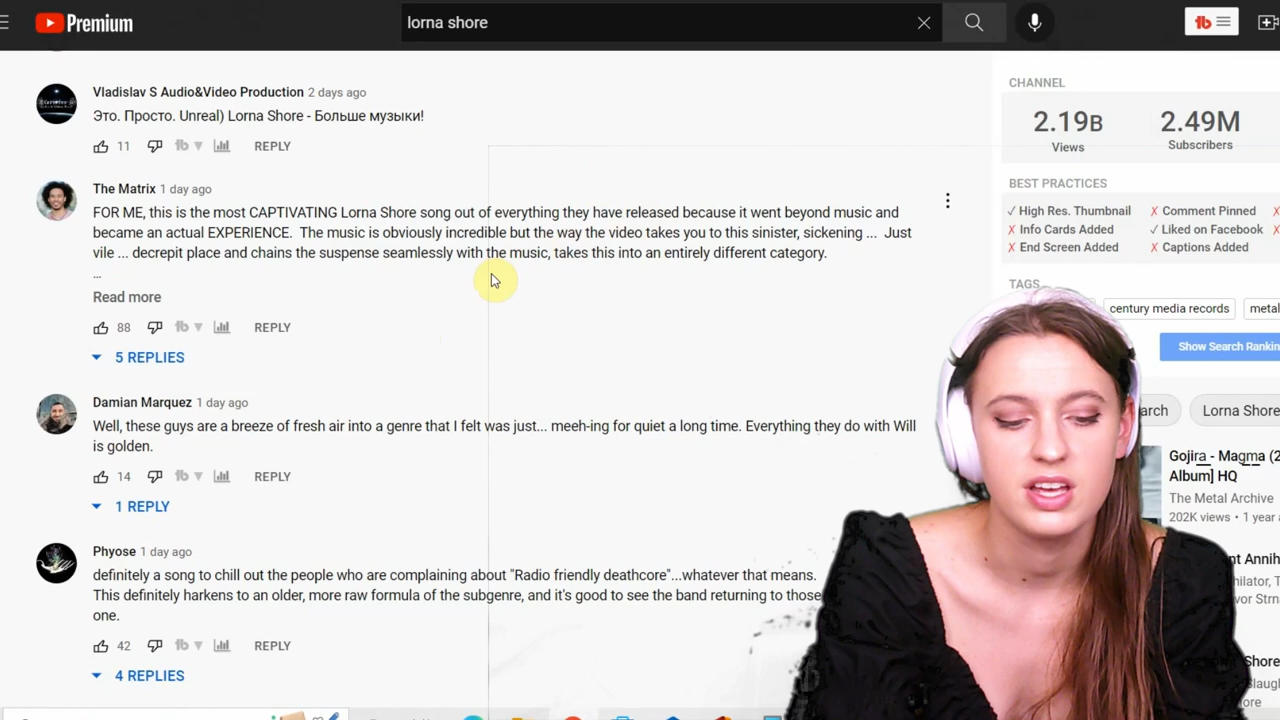 Premium
lorna shore
Vladislav S Audio&Video Production 2 days ago
Это. Просто. Unreal) Lorna Shore - Больше музыки!
11 REPLY
The Matrix 1 day ago
FOR ME, this is the most CAPTIVATING Lorna Shore song out of everything they have released because it went beyond music and
became an actual EXPERIENCE. The music is obviously incredible but the way the video takes you to this sinister, sickening ... Just
vile ... decrepit place and chains the suspense seamlessly with the music, takes this into an entirely different category.
...
Read more
88 REPLY
5 REPLIES
Damian Marquez 1 day ago
Well, these guys are a breeze of fresh air into a genre that I felt was just... meeh-ing for quiet a long time. Everything they do with Will
is golden.
14 REPLY
1 REPLY
Phyose 1 day ago
definitely a song to chill out the people who are complaining about "Radio friendly deathcore"...whatever that means.
This definitely harkens to an older, more raw formula of the subgenre, and it's good to see the band returning to those
one.
42 REPLY
4 REPLIES
CHANNEL
2.19B 2.49M
Views Subscribers
BEST PRACTICES
✓ High Res. Thumbnail ✗ Comment Pinned
✗ Info Cards Added ✓ Liked on Facebook
✗ End Screen Added ✗ Captions Added
TAGS
century media records metal
Show Search Rankin
arch Lorna Shore
Gojira - Magma (2
Album] HQ
The Metal Archive
202K views • 1 year
nt Annih
hilator, T
vor Strna
Shore
laugh
ore